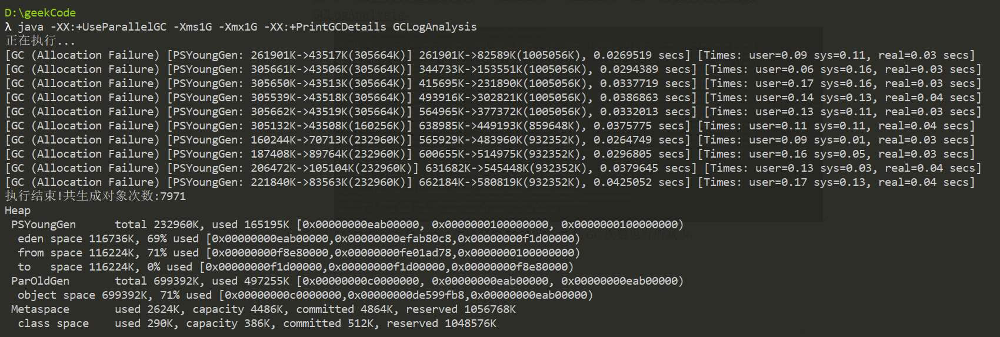 D:\geekCode
λ java -XX:+UseParallelGC -Xms1G -Xmx1G -XX:+PrintGCDetails GCLogAnalysis
正在执行...
[GC (Allocation Failure) [PSYoungGen: 261901K->43517K(305664K)] 261901K->82589K(1005056K), 0.0269519 secs] [Times: user=0.09 sys=0.11, real=0.03 secs]
[GC (Allocation Failure) [PSYoungGen: 305661K->43506K(305664K)] 344733K->153551K(1005056K), 0.0294389 secs] [Times: user=0.06 sys=0.16, real=0.03 secs]
[GC (Allocation Failure) [PSYoungGen: 305650K->43513K(305664K)] 415695K->231890K(1005056K), 0.0337719 secs] [Times: user=0.17 sys=0.16, real=0.03 secs]
[GC (Allocation Failure) [PSYoungGen: 305539K->43518K(305664K)] 493916K->302821K(1005056K), 0.0386863 secs] [Times: user=0.14 sys=0.13, real=0.04 secs]
[GC (Allocation Failure) [PSYoungGen: 305662K->43519K(305664K)] 564965K->377372K(1005056K), 0.0332013 secs] [Times: user=0.13 sys=0.11, real=0.03 secs]
[GC (Allocation Failure) [PSYoungGen: 305132K->43508K(160256K)] 638985K->449193K(859648K), 0.0375775 secs] [Times: user=0.11 sys=0.11, real=0.04 secs]
[GC (Allocation Failure) [PSYoungGen: 160244K->70713K(232960K)] 565929K->483960K(932352K), 0.0264749 secs] [Times: user=0.09 sys=0.01, real=0.03 secs]
[GC (Allocation Failure) [PSYoungGen: 187408K->89764K(232960K)] 600655K->514975K(932352K), 0.0296805 secs] [Times: user=0.16 sys=0.05, real=0.03 secs]
[GC (Allocation Failure) [PSYoungGen: 206472K->105104K(232960K)] 631682K->545448K(932352K), 0.0379645 secs] [Times: user=0.13 sys=0.03, real=0.04 secs]
[GC (Allocation Failure) [PSYoungGen: 221840K->83563K(232960K)] 662184K->580819K(932352K), 0.0425052 secs] [Times: user=0.17 sys=0.13, real=0.04 secs]
执行结束!共生成对象次数:7971
Heap
PSYoungGen total 232960K, used 165195K [0x00000000eab00000, 0x0000000100000000, 0x0000000100000000)
eden space 116736K, 69% used [0x00000000eab00000,0x00000000efab80c8,0x00000000f1d00000)
from space 116224K, 71% used [0x00000000f8e80000,0x00000000fe01ad78,0x0000000100000000)
to space 116224K, 0% used [0x00000000f1d00000,0x00000000f1d00000,0x00000000f8e80000)
ParOldGen total 699392K, used 497255K [0x00000000c0000000, 0x00000000eab00000, 0x00000000eab00000)
object space 699392K, 71% used [0x00000000c0000000,0x00000000de599fb8,0x00000000eab00000)
Metaspace used 2624K, capacity 4486K, committed 4864K, reserved 1056768K
class space used 290K, capacity 386K, committed 512K, reserved 1048576K